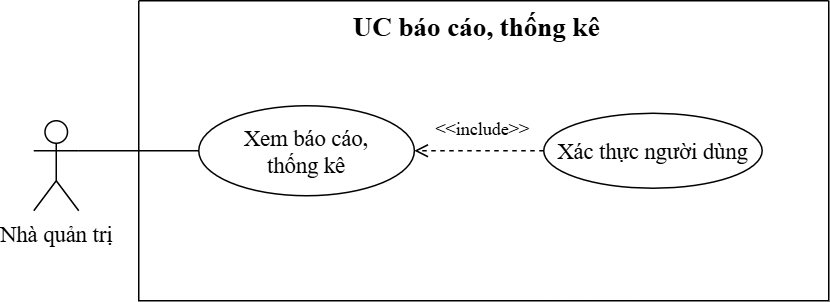 UC báo cáo, thống kê
Xem báo cáo,
thống kê
<<include>>
Xác thực người dùng
Nhà quản trị